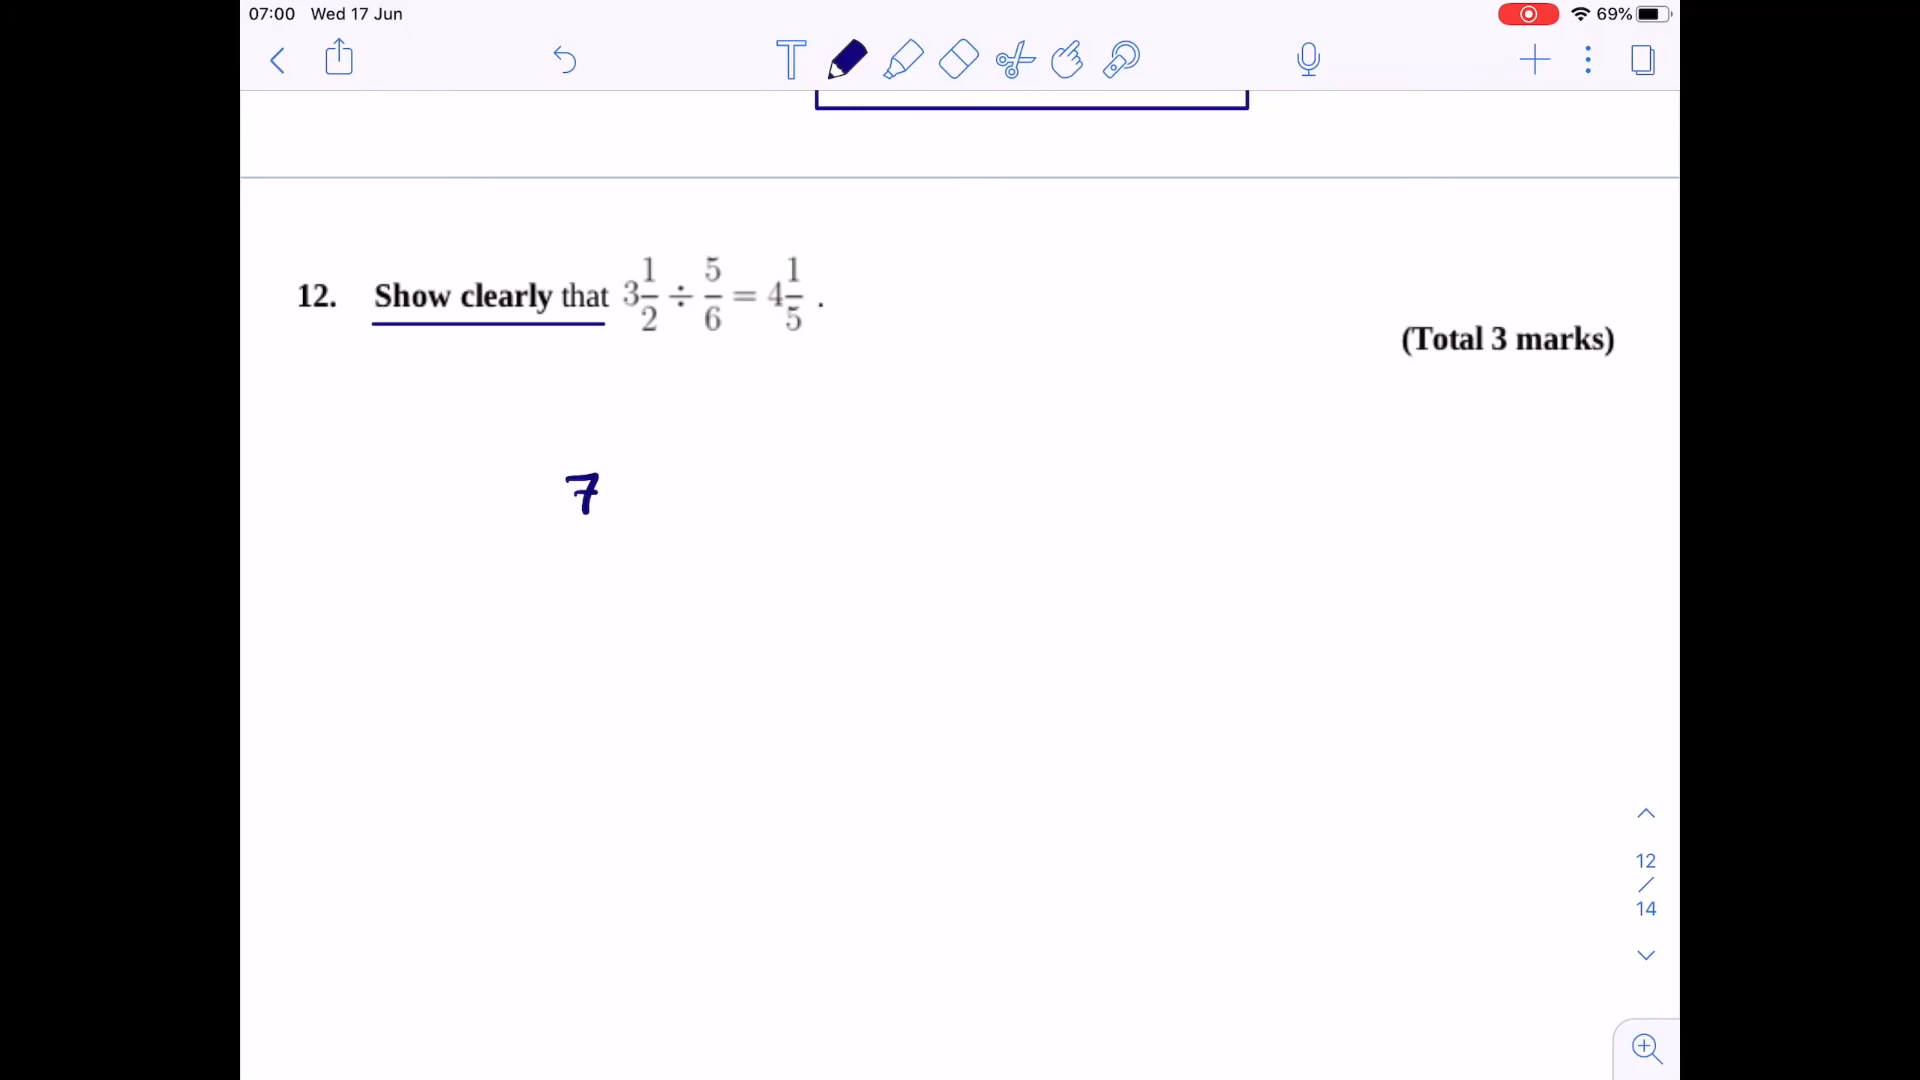 07:00 Wed 17 Jun 69%
T
12. Show clearly that 3 1/2 ÷ 5/6 = 4 1/5 .
(Total 3 marks)
7
12
/
14